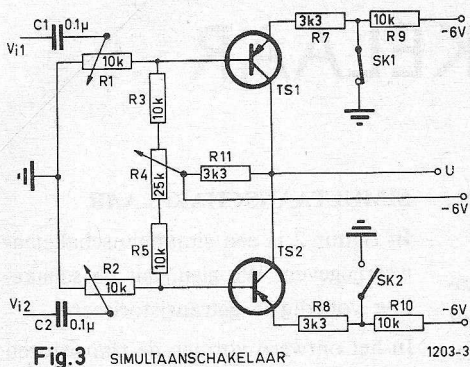 C1 0.1µ
Vi1
10k
R1
3k3
R7
10k
R9
-6V
SK1
TS1
R3
10k
R4
25k
R11
3k3
U
-6V
R5
10k
TS2
R2
10k
SK2
Vi2
C2 0.1µ
R8
3k3
R10
10k
-6V
Fig.3 SIMULTAANSCHAKELAAR
1203-3